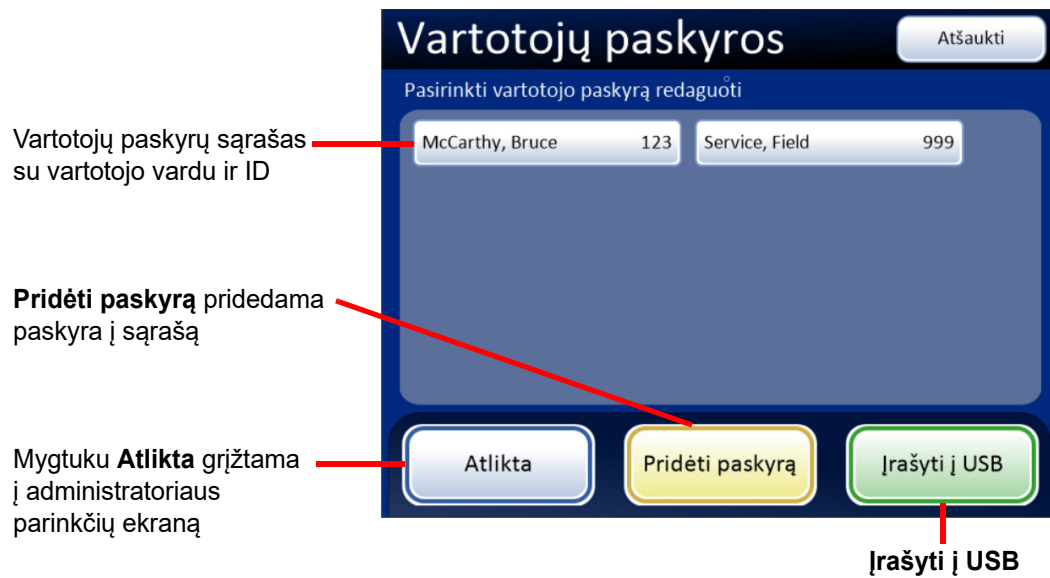 Vartotojų paskyros
Atšaukti
Pasirinkti vartotojo paskyrą redaguoti
Vartotojų paskyrų sąrašas
su vartotojo vardu ir ID
McCarthy, Bruce 123
Service, Field 999
Pridėti paskyrą pridedama
paskyra į sąrašą
Mygtuku Atlikta grįžtama
į administratoriaus
parinkčių ekraną
Atlikta
Pridėti paskyrą
Įrašyti į USB
Įrašyti į USB